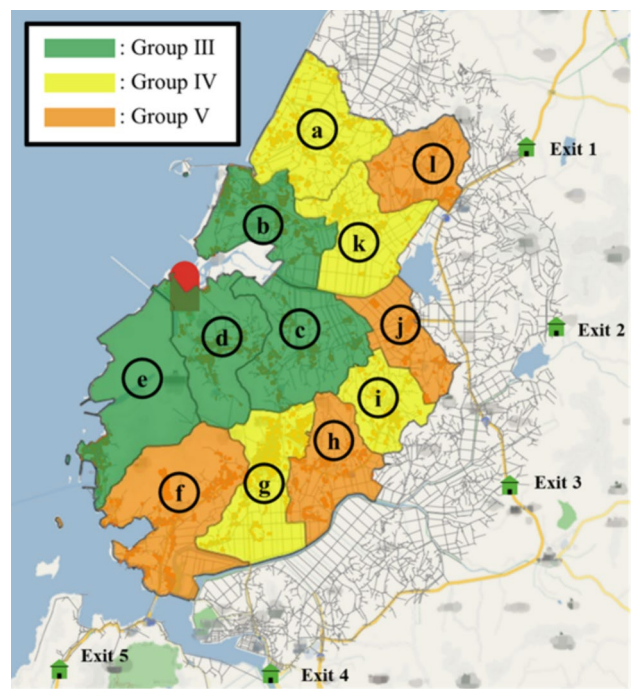 : Group III
: Group IV
: Group V
a
l
Exit 1
b
k
Exit 2
c
j
d
e
i
h
g
f
Exit 3
Exit 5
Exit 4